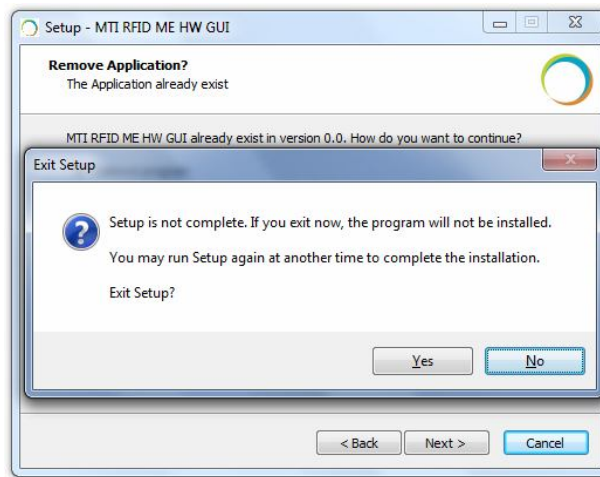 Setup - MTI RFID ME HW GUI
Remove Application?
The Application already exist
MTI RFID ME HW GUI already exist in version 0.0. How do you want to continue?
Exit Setup
Setup is not complete. If you exit now, the program will not be installed.
You may run Setup again at another time to complete the installation.
Exit Setup?
Yes No
< Back Next > Cancel